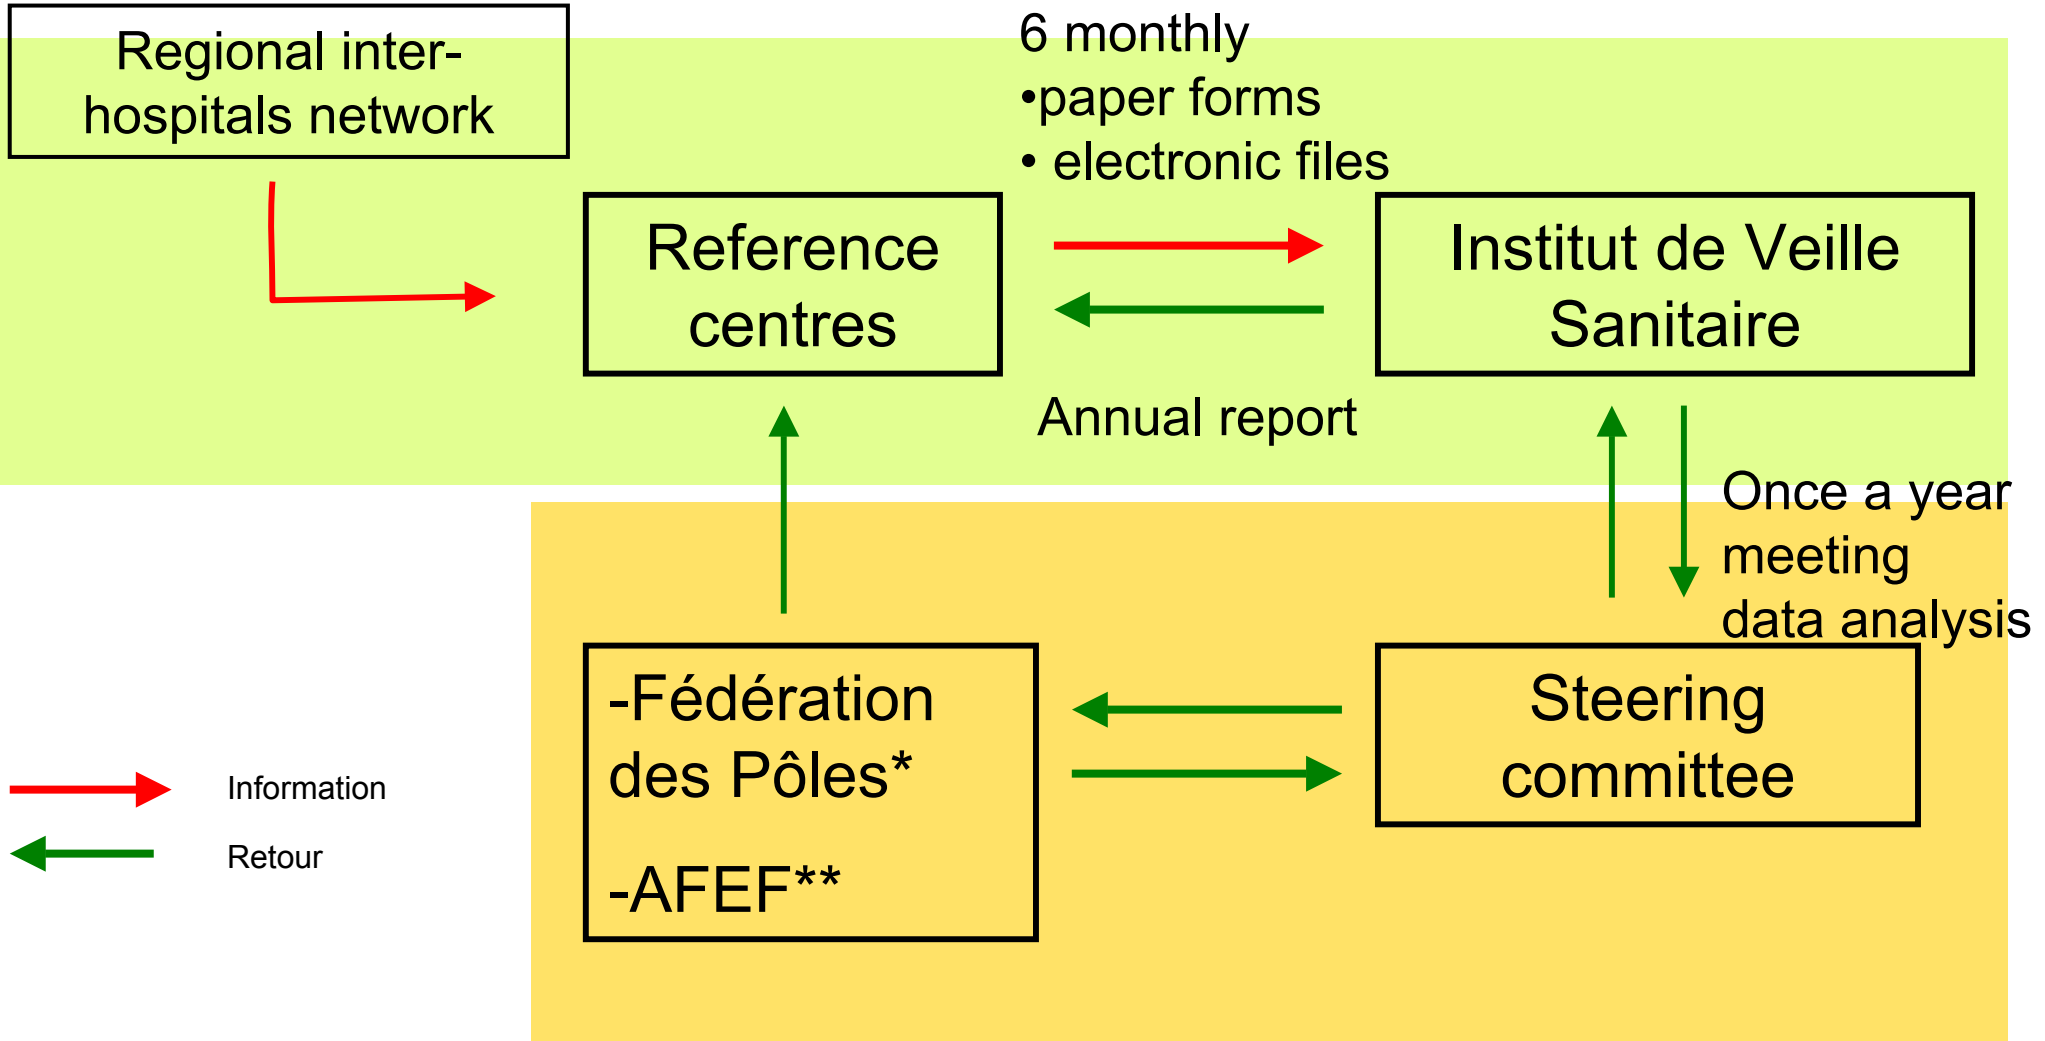 Regional inter-
hospitals network
6 monthly
•paper forms
• electronic files
Reference
centres
Institut de Veille
Sanitaire
Annual report
Once a year
meeting
data analysis
-Fédération
des Pôles*
-AFEF**
Steering
committee
Information
Retour